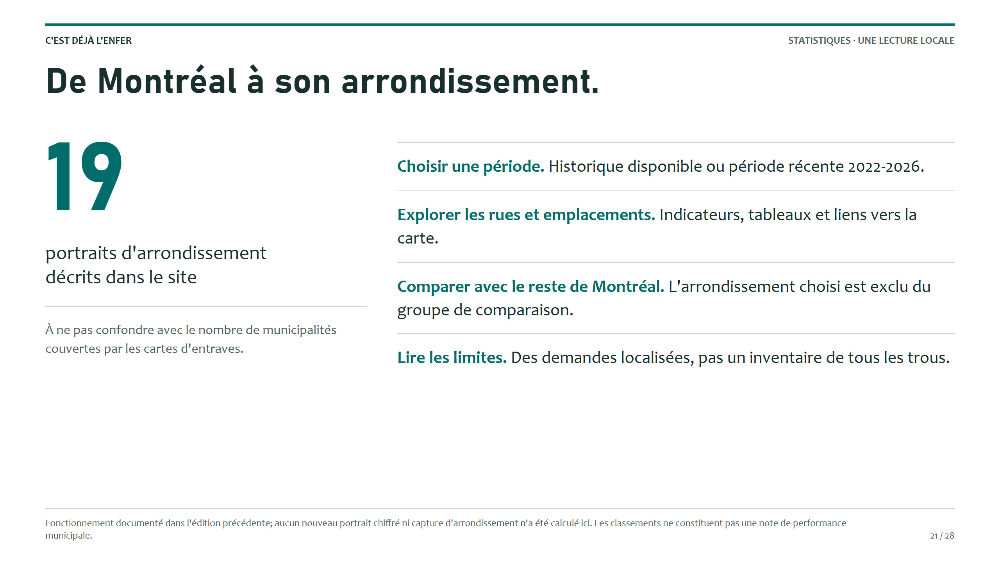 C'EST DÉJÀ L'ENFER
STATISTIQUES · UNE LECTURE LOCALE
De Montréal à son arrondissement.
19
portraits d'arrondissement
décrits dans le site
À ne pas confondre avec le nombre de municipalités
couvertes par les cartes d'entraves.
Choisir une période. Historique disponible ou période récente 2022-2026.
Explorer les rues et emplacements. Indicateurs, tableaux et liens vers la
carte.
Comparer avec le reste de Montréal. L'arrondissement choisi est exclu du
groupe de comparaison.
Lire les limites. Des demandes localisées, pas un inventaire de tous les trous.
Fonctionnement documenté dans l'édition précédente; aucun nouveau portrait chiffré ni capture d'arrondissement n'a été calculé ici. Les classements ne constituent pas une note de performance
municipale.
21 / 28